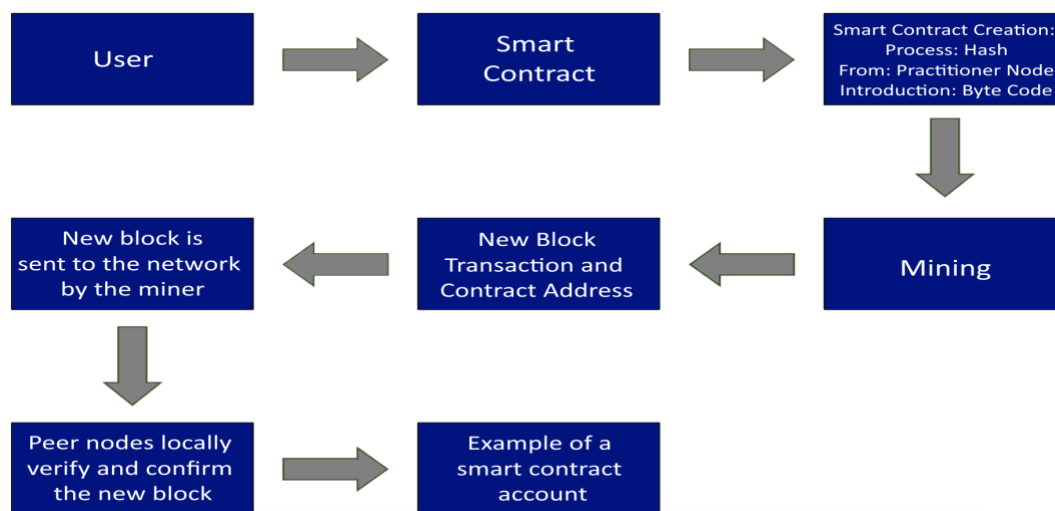 User
Smart
Contract
Smart Contract Creation:
Process: Hash
From: Practitioner Node
Introduction: Byte Code
Mining
New Block
Transaction and
Contract Address
New block is
sent to the network
by the miner
Peer nodes locally
verify and confirm
the new block
Example of a
smart contract
account